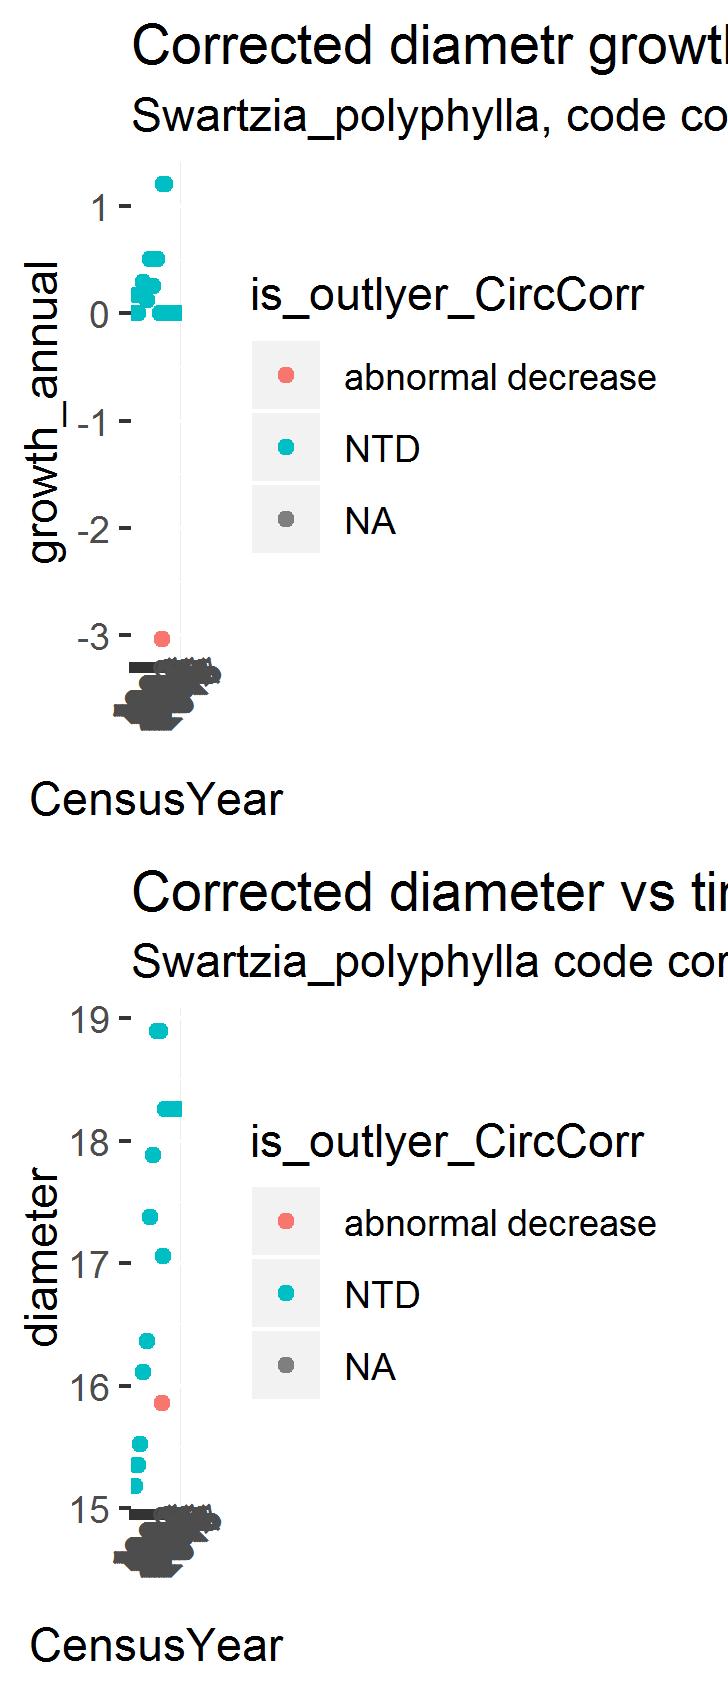 Corrected diametr growth
Swartzia_polyphylla, code co
growth_annual
1
0
-1
-2
-3
is_outlyer_CircCorr
abnormal decrease
NTD
NA
CensusYear
Corrected diameter vs tir
Swartzia_polyphylla code cor
diameter
19
18
17
16
15
is_outlyer_CircCorr
abnormal decrease
NTD
NA
CensusYear